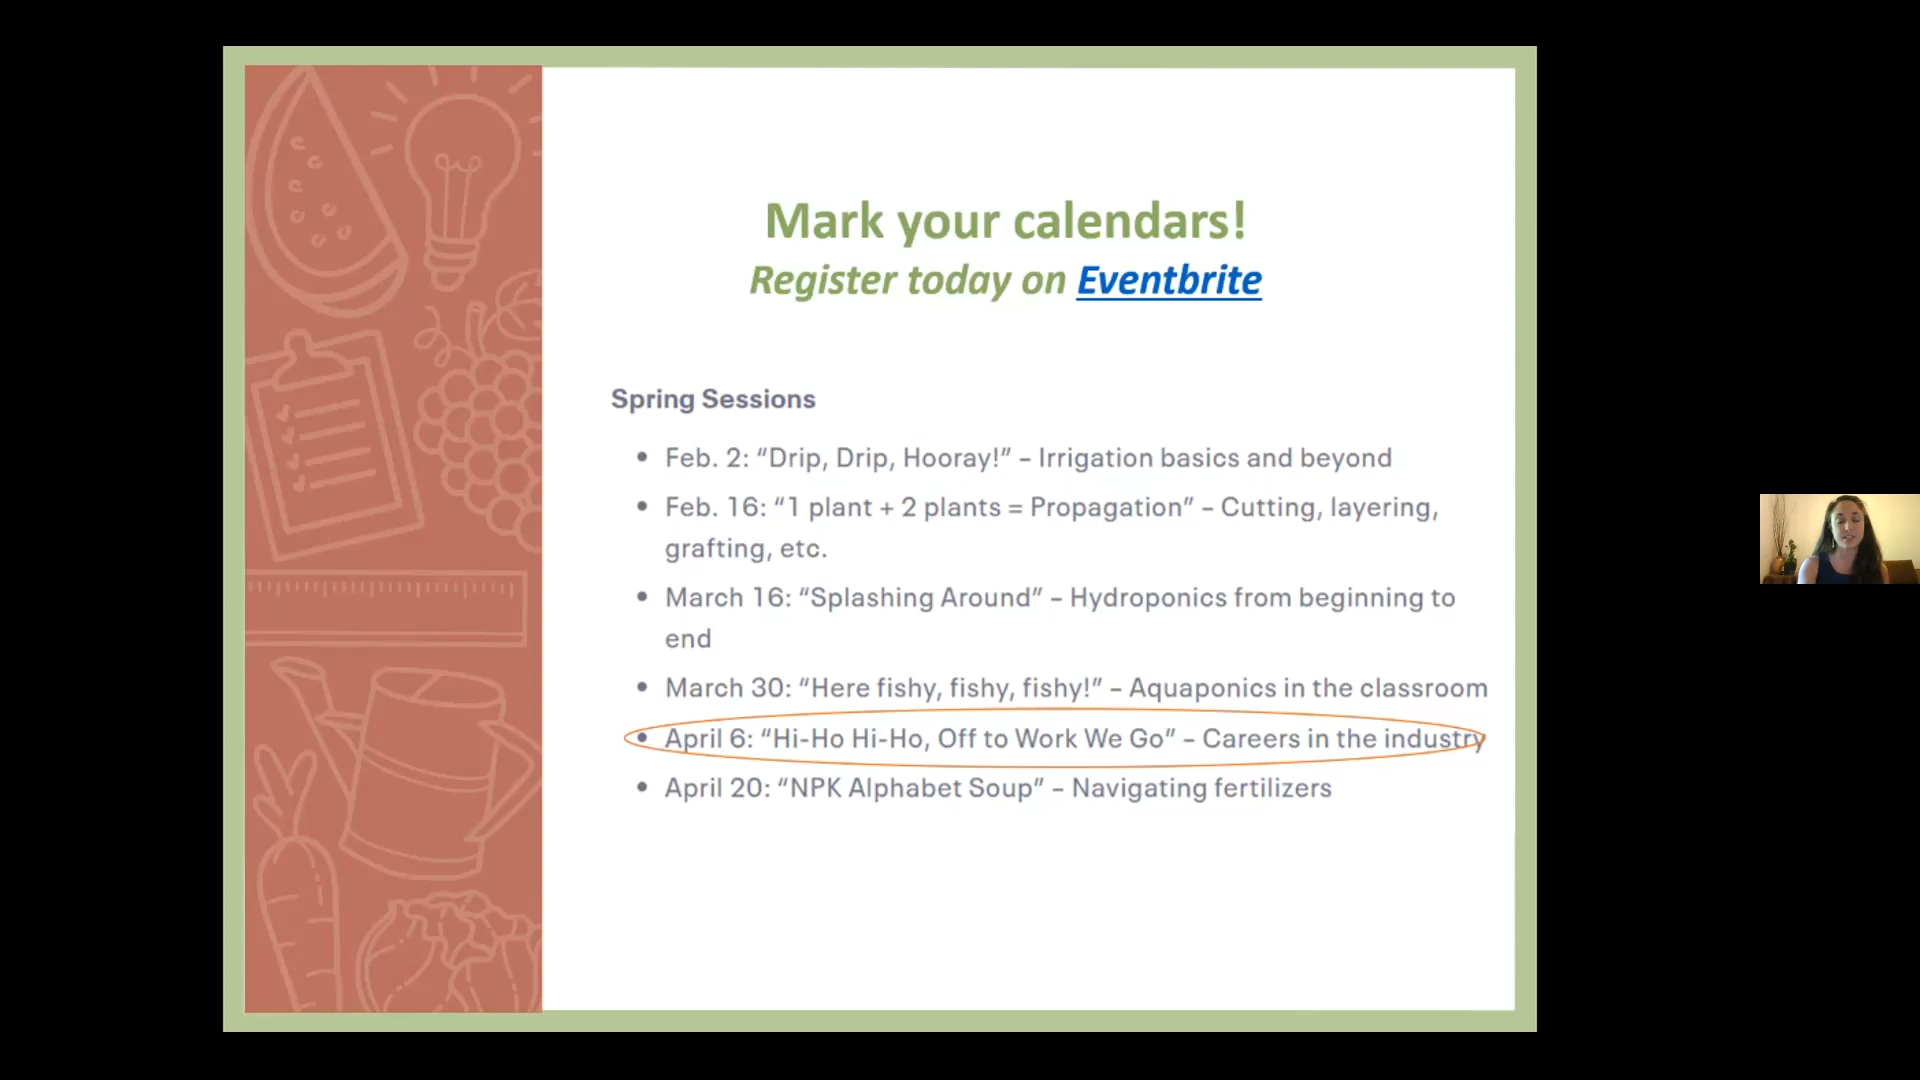 Mark your calendars!
Register today on Eventbrite
Spring Sessions
• Feb. 2: “Drip, Drip, Hooray!” – Irrigation basics and beyond
• Feb. 16: “1 plant + 2 plants = Propagation” – Cutting, layering,
grafting, etc.
• March 16: “Splashing Around” – Hydroponics from beginning to
end
• March 30: “Here fishy, fishy, fishy!” – Aquaponics in the classroom
• April 6: “Hi-Ho Hi-Ho, Off to Work We Go” – Careers in the industry
• April 20: “NPK Alphabet Soup” – Navigating fertilizers